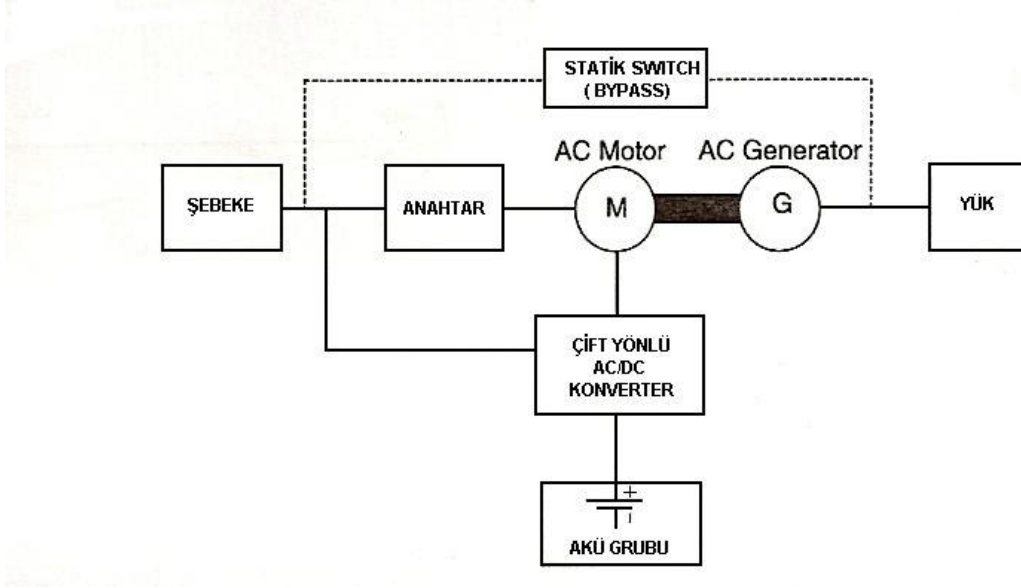 STATİK SWITCH
( BYPASS)
AC Motor
AC Generator
ŞEBEKE
ANAHTAR
M
G
YÜK
ÇİFT YÖNLÜ
AC/DC
KONVERTER
+
AKÜ GRUBU